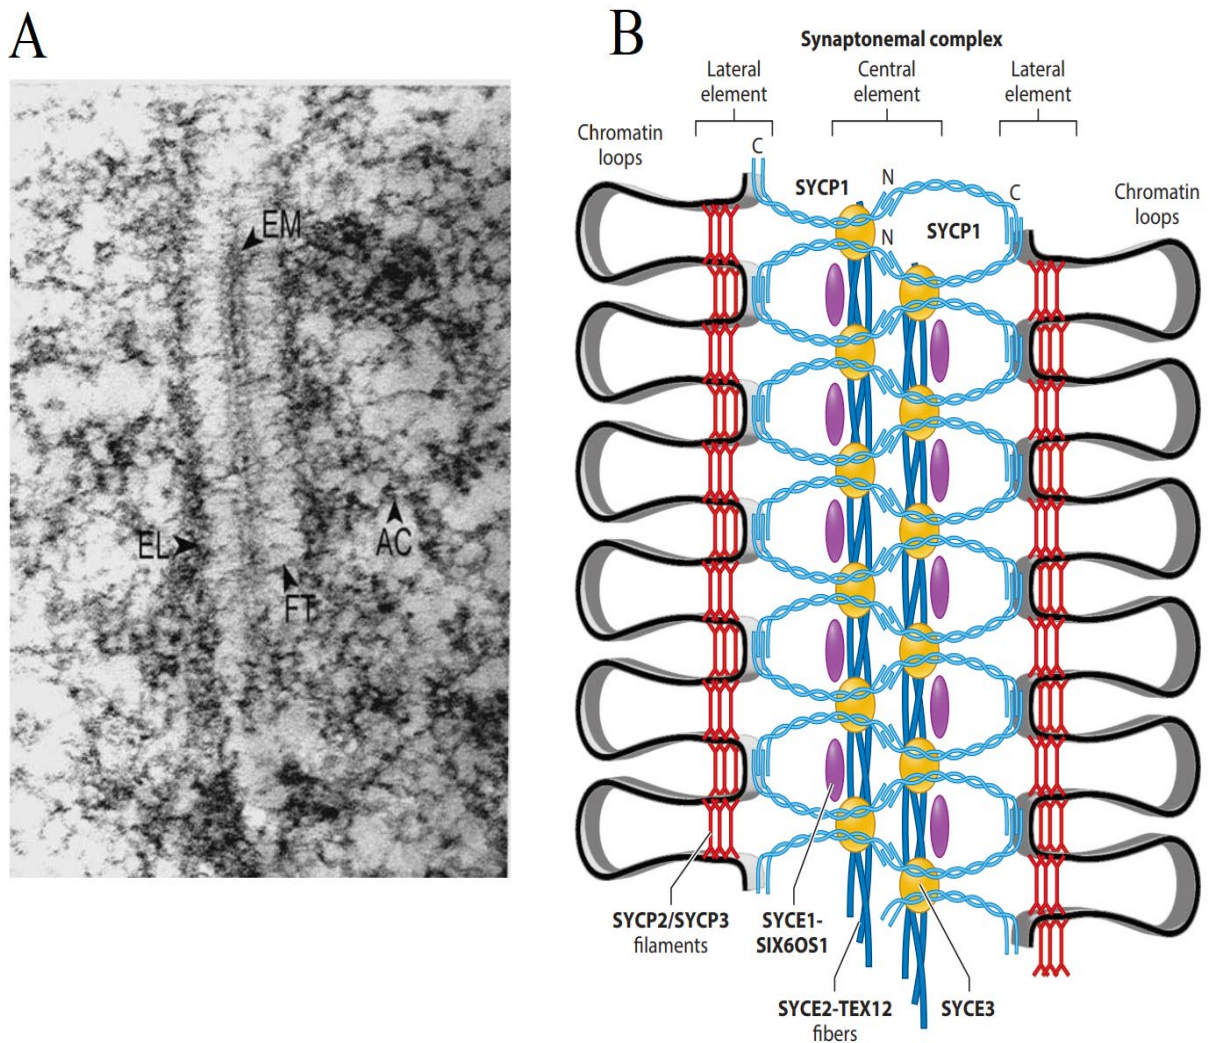 A
EM
EL
AC
FT
B
Synaptonemal complex
Lateral
element
Central
element
Lateral
element
Chromatin
loops
C
SYCP1
N
N
SYCP1
C
Chromatin
loops
SYCP2/SYCP3
filaments
SYCE1-
SIX6OS1
SYCE2-TEX12
fibers
SYCE3